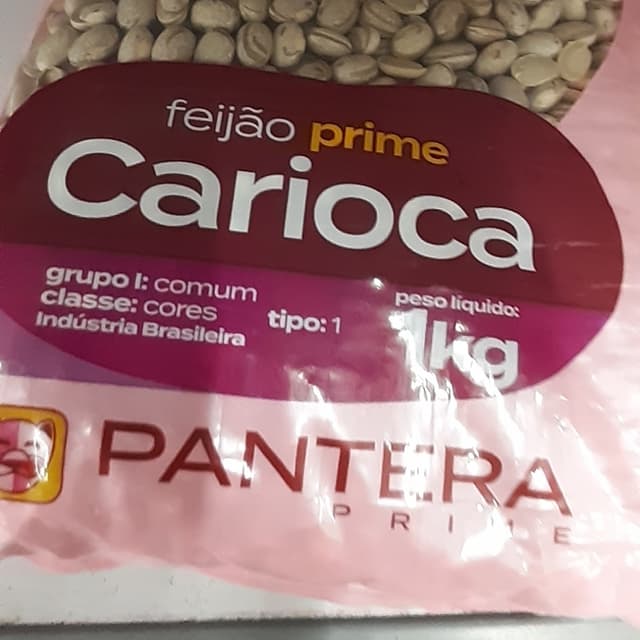 feijão prime
Carioca
grupo I: comum
classe: cores
Indústria Brasileira
tipo: 1
peso líquido:
1kg
PANTERA
PRIME